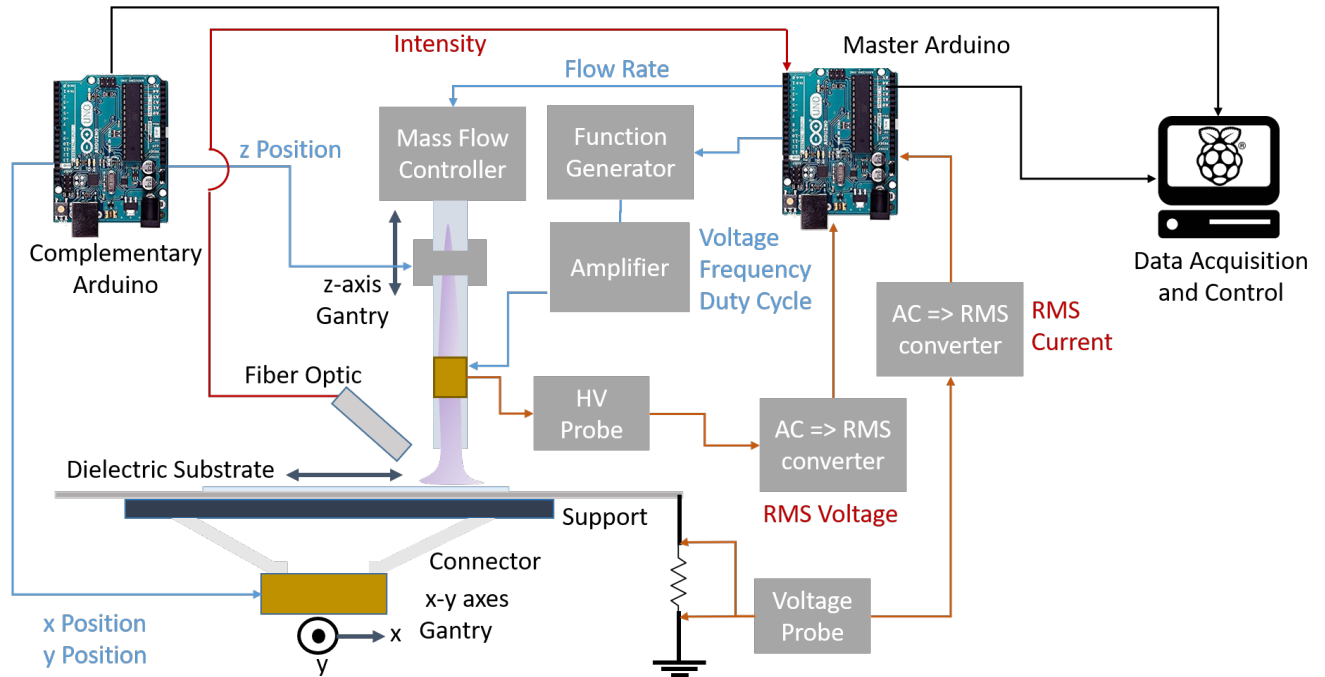 Intensity
Master Arduino
Flow Rate
Mass Flow
Controller
Function
Generator
UNO
UNO
®
z Position
Complementary
Arduino
z-axis
Gantry
Amplifier
Voltage
Frequency
Duty Cycle
Data Acquisition
and Control
AC => RMS
converter
RMS
Current
Fiber Optic
HV
Probe
AC => RMS
converter
RMS Voltage
Dielectric Substrate
Support
Connector
x-y axes
Gantry
Voltage
Probe
x Position
y Position
x
y